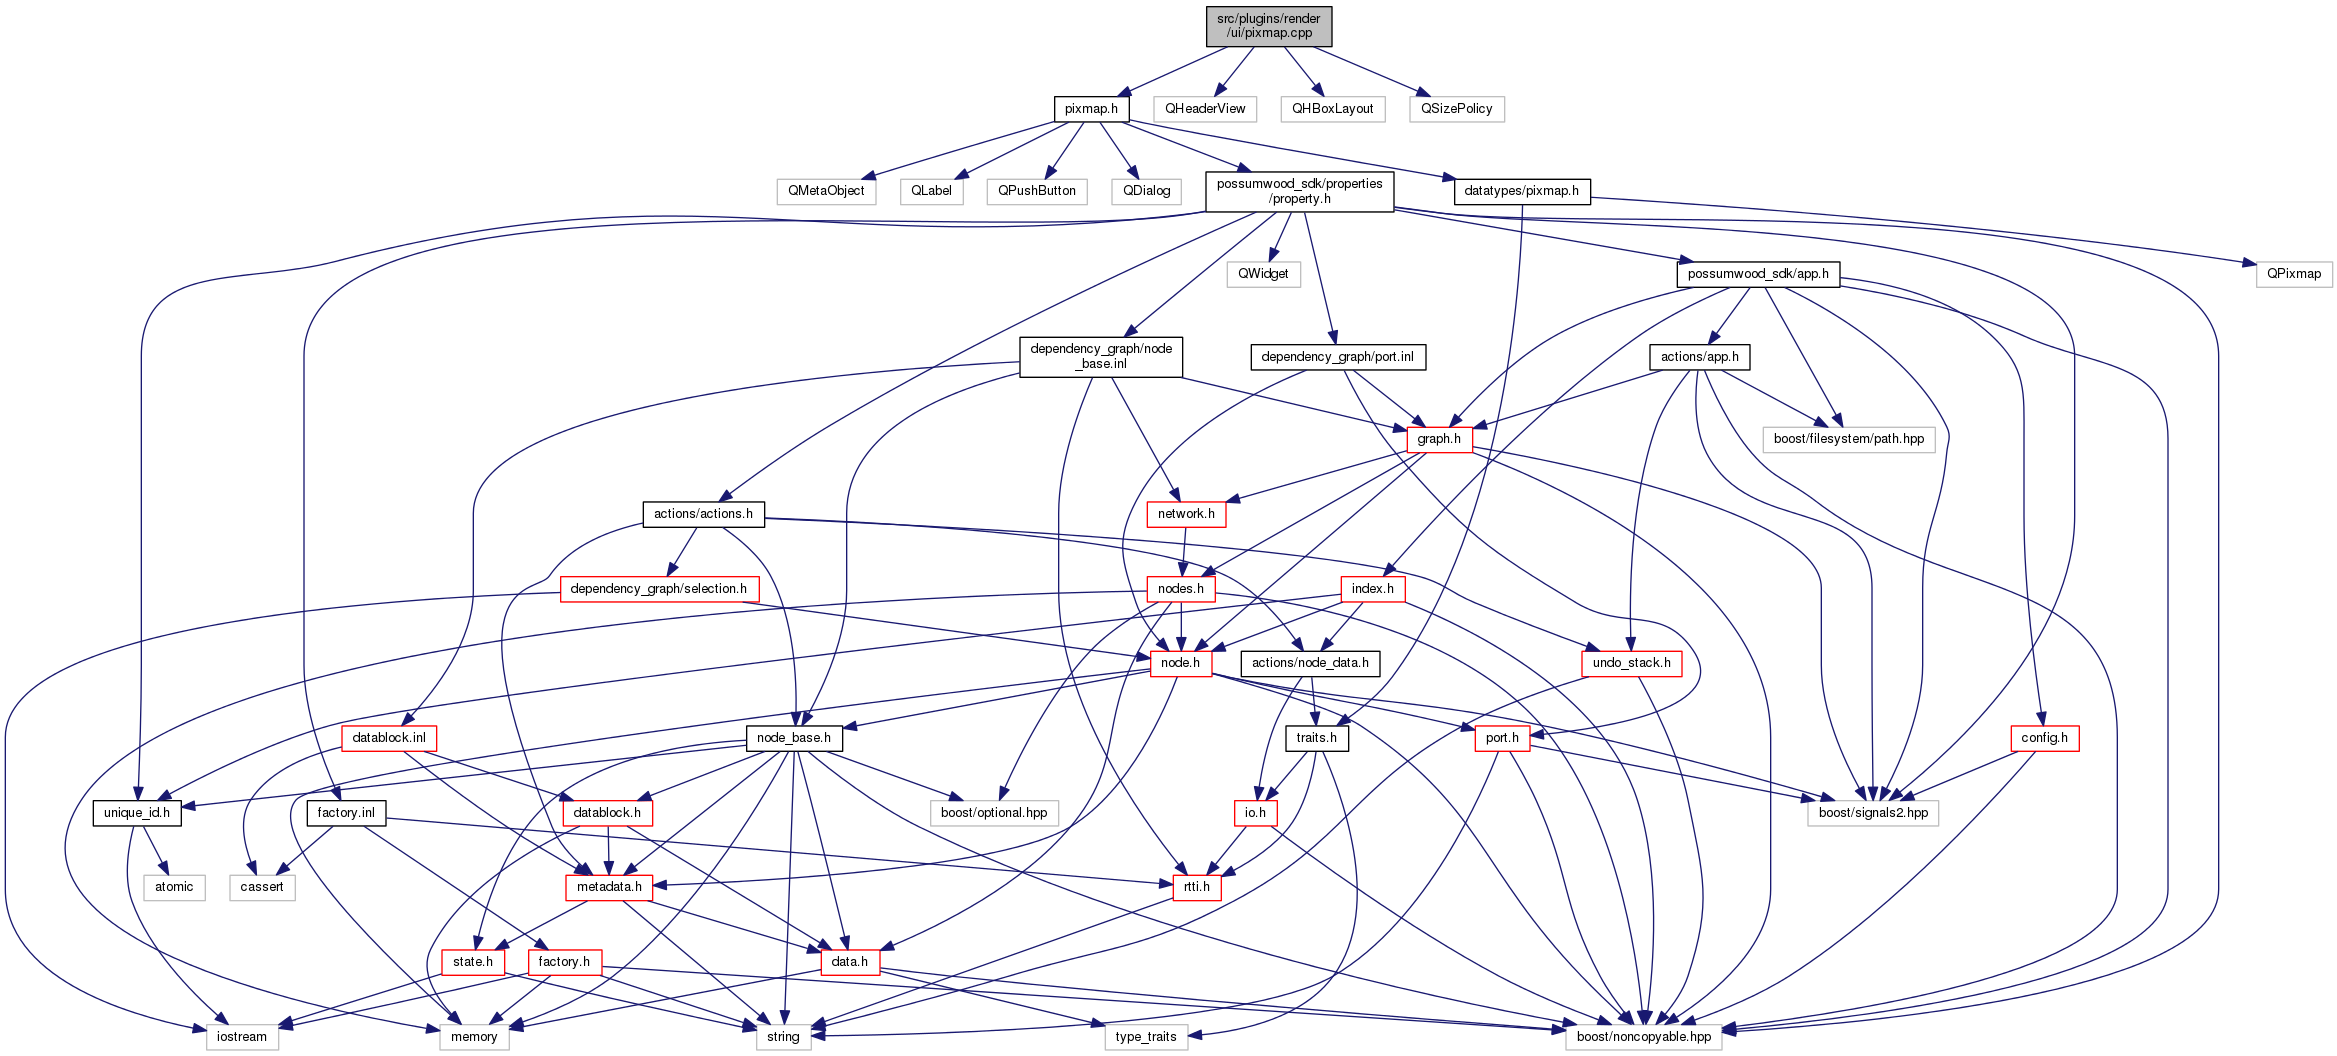 src/plugins/render
/ui/pixmap.cpp
pixmap.h
QHeaderView
QHBoxLayout
QSizePolicy
QMetaObject
QLabel
QPushButton
QDialog
possumwood_sdk/properties
/property.h
datatypes/pixmap.h
QWidget
possumwood_sdk/app.h
QPixmap
dependency_graph/node
_base.inl
dependency_graph/port.inl
actions/app.h
graph.h
boost/filesystem/path.hpp
actions/actions.h
network.h
dependency_graph/selection.h
nodes.h
index.h
node.h
actions/node_data.h
undo_stack.h
datablock.inl
node_base.h
traits.h
port.h
config.h
unique_id.h
factory.inl
datablock.h
boost/optional.hpp
io.h
boost/signals2.hpp
atomic
cassert
metadata.h
rtti.h
state.h
factory.h
data.h
iostream
memory
string
type_traits
boost/noncopyable.hpp